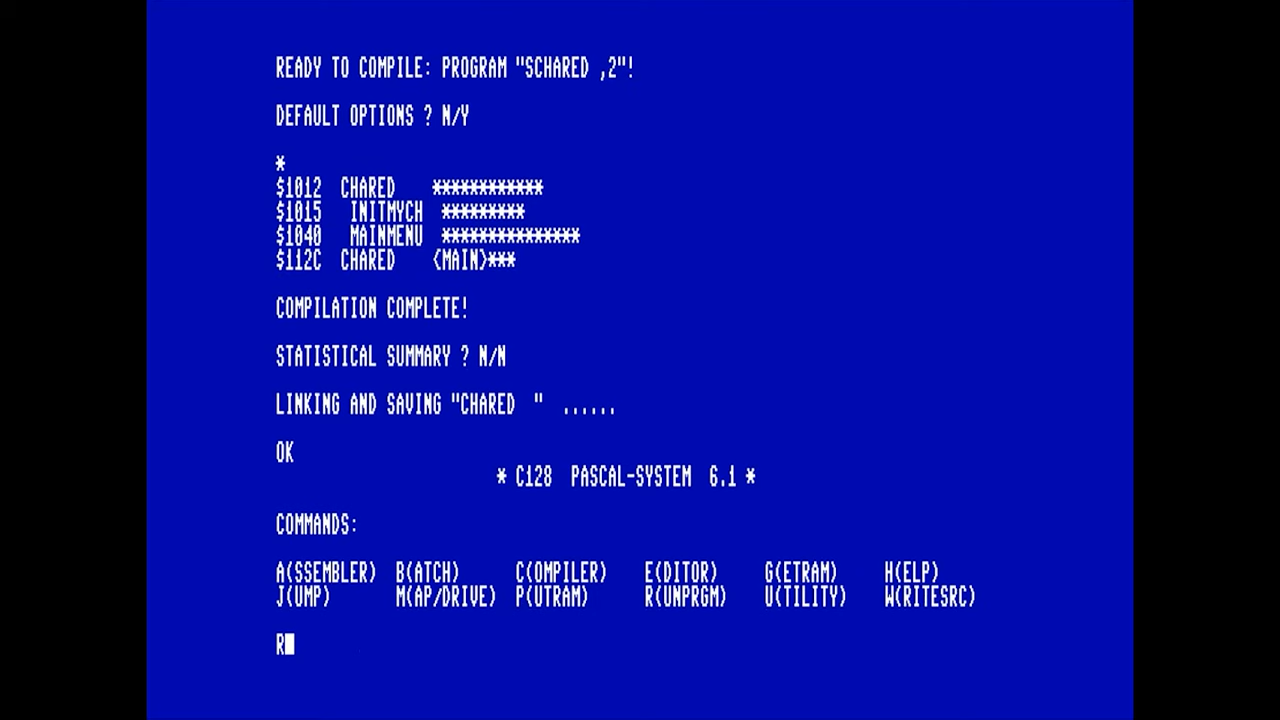 READY TO COMPILE: PROGRAM "SCHARED ,2"!
DEFAULT OPTIONS ? N/Y
*
$1012 CHARED ************
$1015 INITMYCH *********
$1040 MAINMENU ***************
$112C CHARED {MAIN}***
COMPILATION COMPLETE!
STATISTICAL SUMMARY ? N/N
LINKING AND SAVING "CHARED " ......
OK
* C128 PASCAL-SYSTEM 6.1 *
COMMANDS:
A(SSEMBLER) B(ATCH) C(OMPILER) E(DITOR) G(ETRAM) H(ELP)
J(UMP) M(AP/DRIVE) P(UTRAM) R(UNPRGM) U(TILITY) W(RITESRC)
R